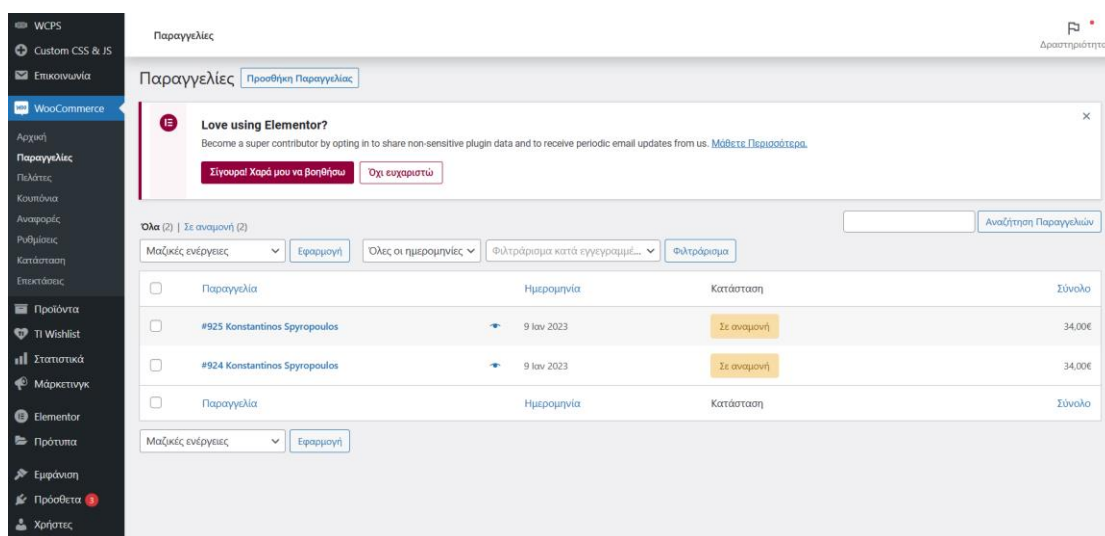 WCPS
Custom CSS & JS
Επικοινωνία
WooCommerce
Αρχική
Παραγγελίες
Πελάτες
Κουπόνια
Αναφορές
Ρυθμίσεις
Κατάσταση
Επεκτάσεις
Προϊόντα
TI Wishlist
Στατιστικά
Μάρκετινγκ
Elementor
Πρότυπα
Εμφάνιση
Πρόσθετα 3
Χρήστες
Παραγγελίες
Δραστηριότητα
Παραγγελίες Προσθήκη Παραγγελίας
Love using Elementor?
Become a super contributor by opting in to share non-sensitive plugin data and to receive periodic email updates from us. Μάθετε Περισσότερα.
Σίγουρα! Χαρά μου να βοηθήσω Όχι ευχαριστώ
Όλα (2) | Σε αναμονή (2) Αναζήτηση Παραγγελιών
Μαζικές ενέργειες Εφαρμογή Όλες οι ημερομηνίες Φιλτράρισμα κατά εγγεγραμμέ... Φιλτράρισμα
Παραγγελία Ημερομηνία Κατάσταση Σύνολο
#925 Konstantinos Spyropoulos 9 Ιαν 2023 Σε αναμονή 34,00€
#924 Konstantinos Spyropoulos 9 Ιαν 2023 Σε αναμονή 34,00€
Παραγγελία Ημερομηνία Κατάσταση Σύνολο
Μαζικές ενέργειες Εφαρμογή